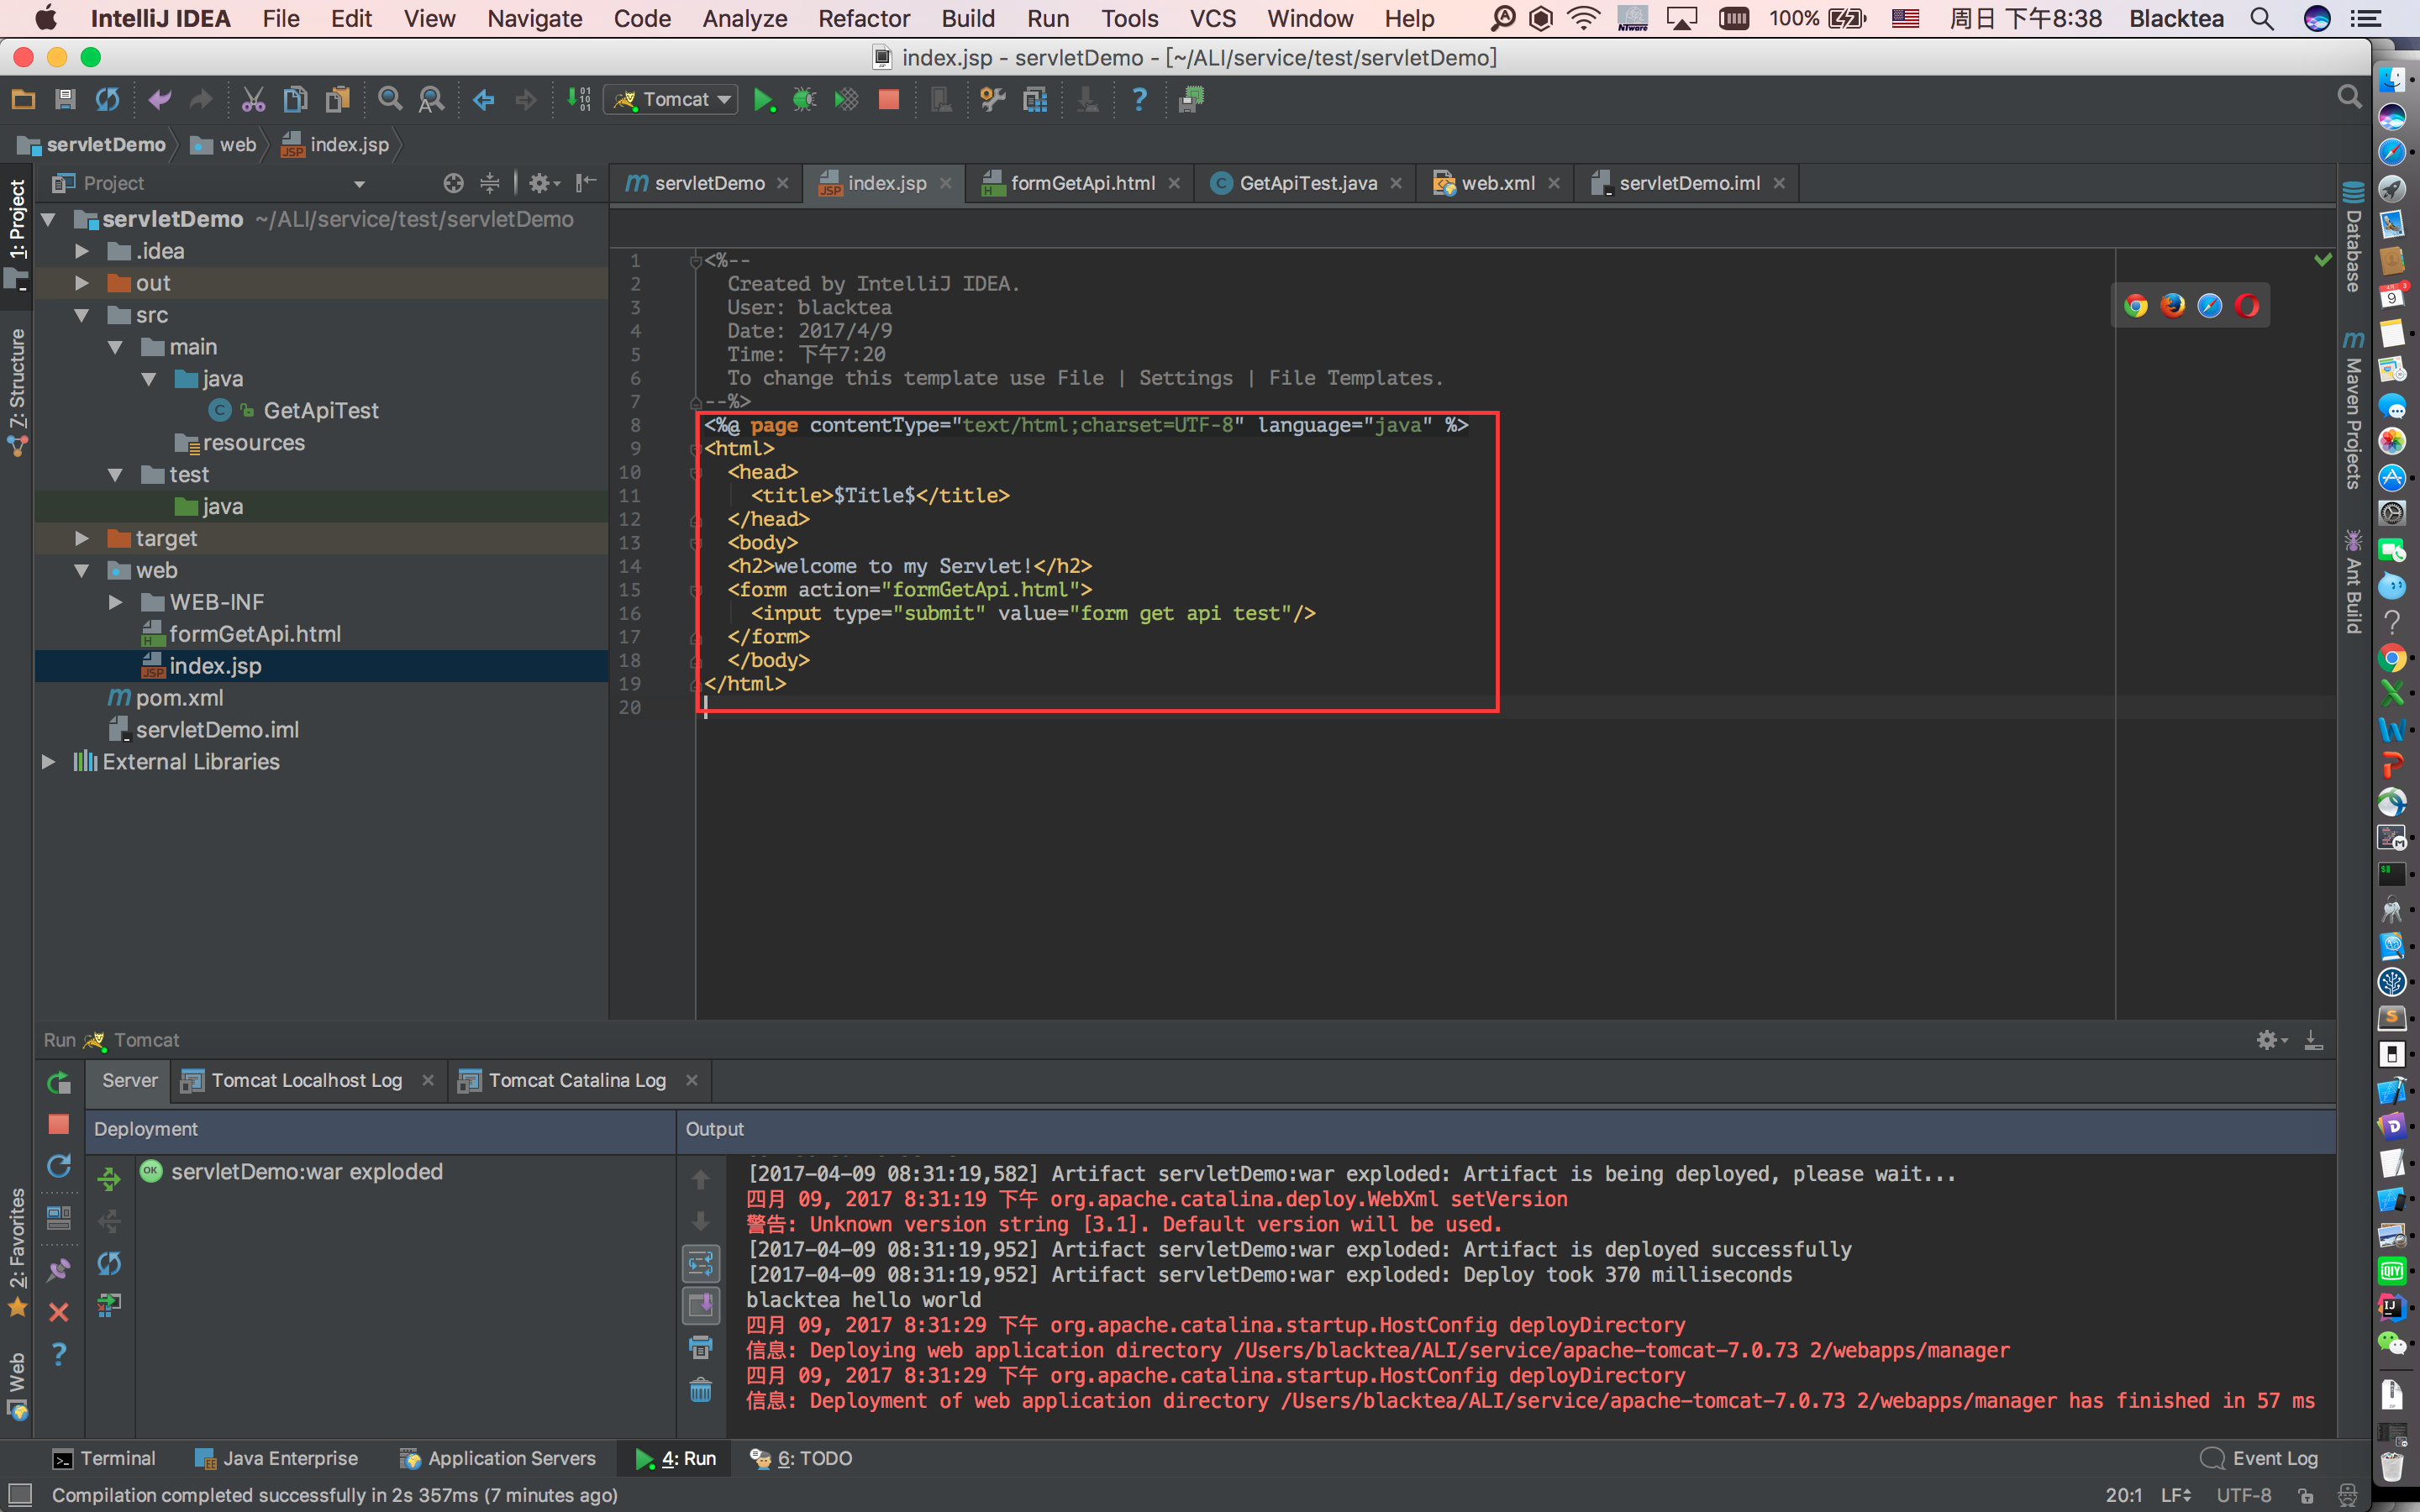 IntelliJ IDEA File Edit View Navigate Code Analyze Refactor Build Run Tools VCS Window Help 100% 周日 下午8:38 Blacktea
index.jsp - servletDemo - [~/ALI/service/test/servletDemo]
Tomcat
servletDemo web index.jsp
1: Project
Z: Structure
2: Favorites
Web
Project
servletDemo ~/ALI/service/test/servletDemo
.idea
out
src
main
java
GetApiTest
resources
test
java
target
web
WEB-INF
formGetApi.html
index.jsp
pom.xml
servletDemo.iml
External Libraries
servletDemo index.jsp formGetApi.html GetApiTest.java web.xml servletDemo.iml
1 <%--
2 Created by IntelliJ IDEA.
3 User: blacktea
4 Date: 2017/4/9
5 Time: 下午7:20
6 To change this template use File | Settings | File Templates.
7 --%>
8 <%@ page contentType="text/html;charset=UTF-8" language="java" %>
9 <html>
10 <head>
11 <title>$Title$</title>
12 </head>
13 <body>
14 <h2>welcome to my Servlet!</h2>
15 <form action="formGetApi.html">
16 <input type="submit" value="form get api test"/>
17 </form>
18 </body>
19 </html>
20
Database
Maven Projects
Ant Build
Run Tomcat
Server Tomcat Localhost Log Tomcat Catalina Log
Deployment
OK servletDemo:war exploded
Output
[2017-04-09 08:31:19,582] Artifact servletDemo:war exploded: Artifact is being deployed, please wait...
四月 09, 2017 8:31:19 下午 org.apache.catalina.deploy.WebXml setVersion
警告: Unknown version string [3.1]. Default version will be used.
[2017-04-09 08:31:19,952] Artifact servletDemo:war exploded: Artifact is deployed successfully
[2017-04-09 08:31:19,952] Artifact servletDemo:war exploded: Deploy took 370 milliseconds
blacktea hello world
四月 09, 2017 8:31:29 下午 org.apache.catalina.startup.HostConfig deployDirectory
信息: Deploying web application directory /Users/blacktea/ALI/service/apache-tomcat-7.0.73 2/webapps/manager
四月 09, 2017 8:31:29 下午 org.apache.catalina.startup.HostConfig deployDirectory
信息: Deployment of web application directory /Users/blacktea/ALI/service/apache-tomcat-7.0.73 2/webapps/manager has finished in 57 ms
Terminal Java Enterprise Application Servers 4: Run 6: TODO Event Log
Compilation completed successfully in 2s 357ms (7 minutes ago) 20:1 LF UTF-8